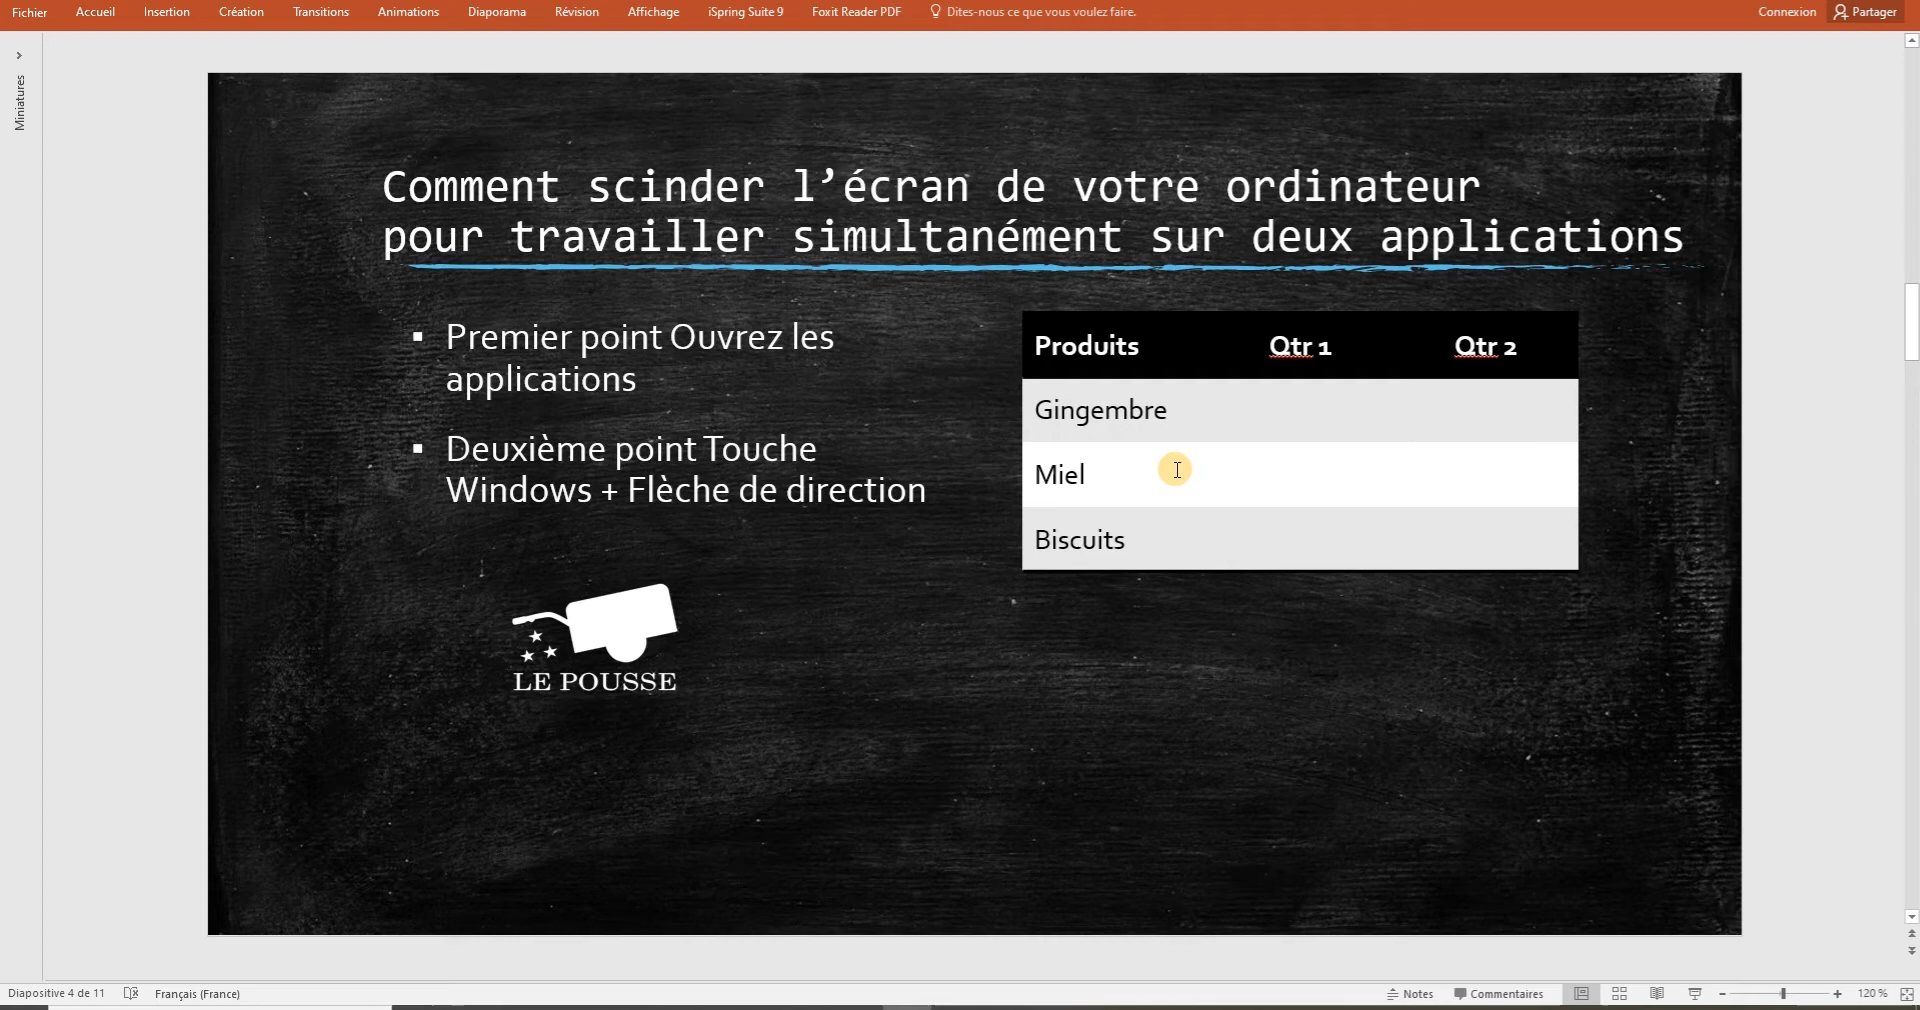 Fichier Accueil Insertion Création Transitions Animations Diaporama Révision Affichage iSpring Suite 9 Foxit Reader PDF Dites-nous ce que vous voulez faire. Connexion Partager
Miniatures
Comment scinder l’écran de votre ordinateur
pour travailler simultanément sur deux applications
Premier point Ouvrez les
applications
Deuxième point Touche
Windows + Flèche de direction
LE POUSSE
Produits Qtr 1 Qtr 2
Gingembre
Miel
Biscuits
Diapositive 4 de 11 Français (France) Notes Commentaires 120 %